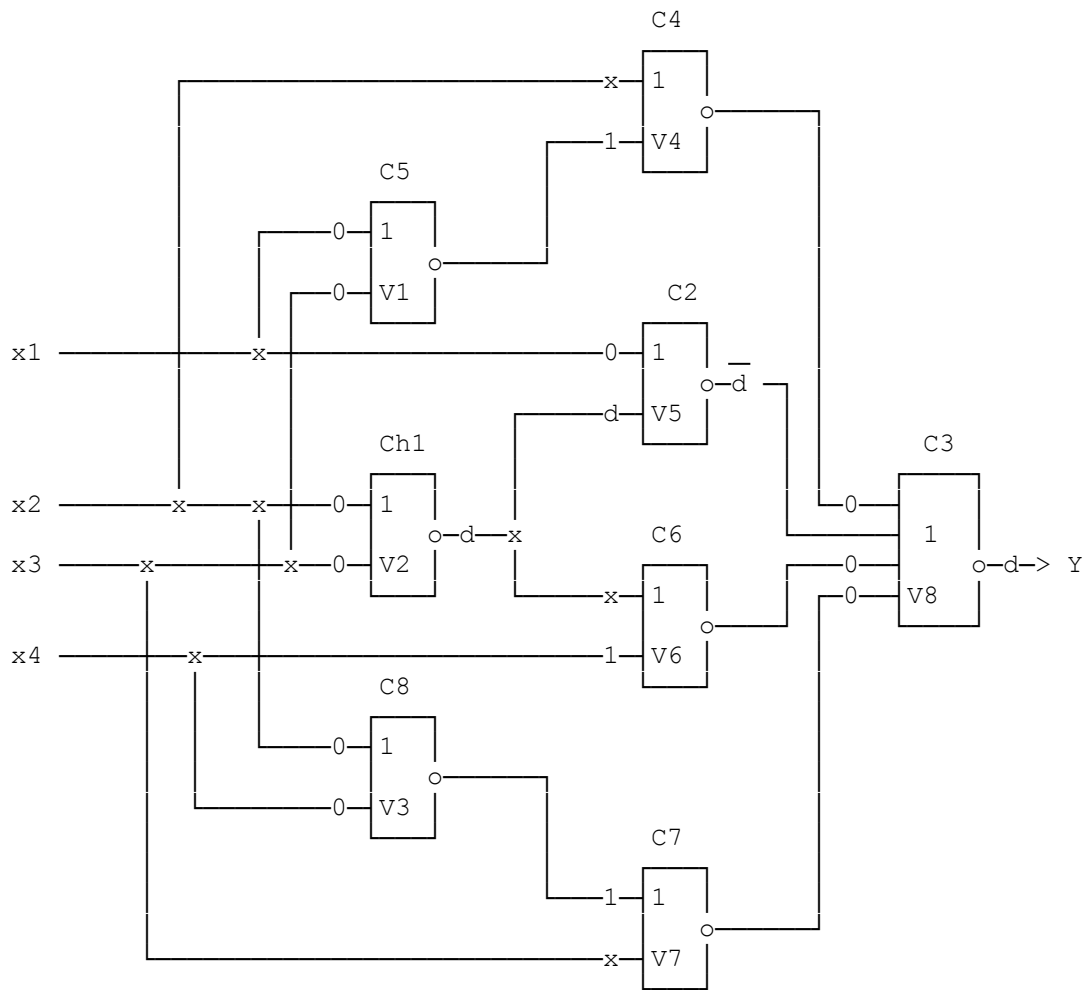 C4
x 1
1 V4
C5
0 1
0 V1
C2
x1 x 0 1
d̅
d V5
Ch1
C3
x2 x x 0 1
0
d x
C6
1
x3 x x 0 V2
0
d > Y
x 1
0 V8
x4 x 1 V6
C8
0 1
0 V3
C7
1 1
x V7